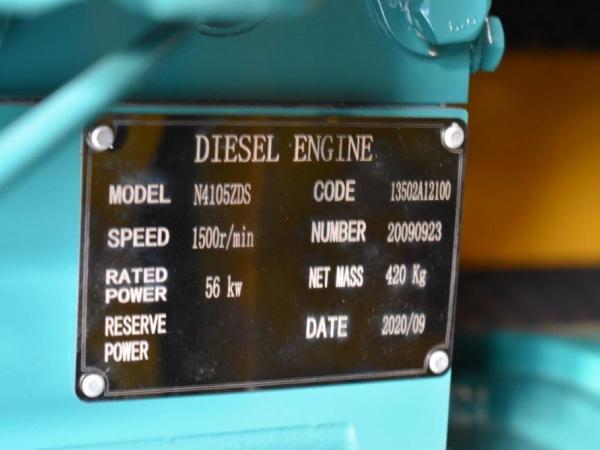 DIESEL ENGINE
MODEL N4105ZDS CODE 13502A12100
SPEED 1500r/min NUMBER 20090923
RATED POWER 56 kw NET MASS 420 Kg
RESERVE POWER DATE 2020/09